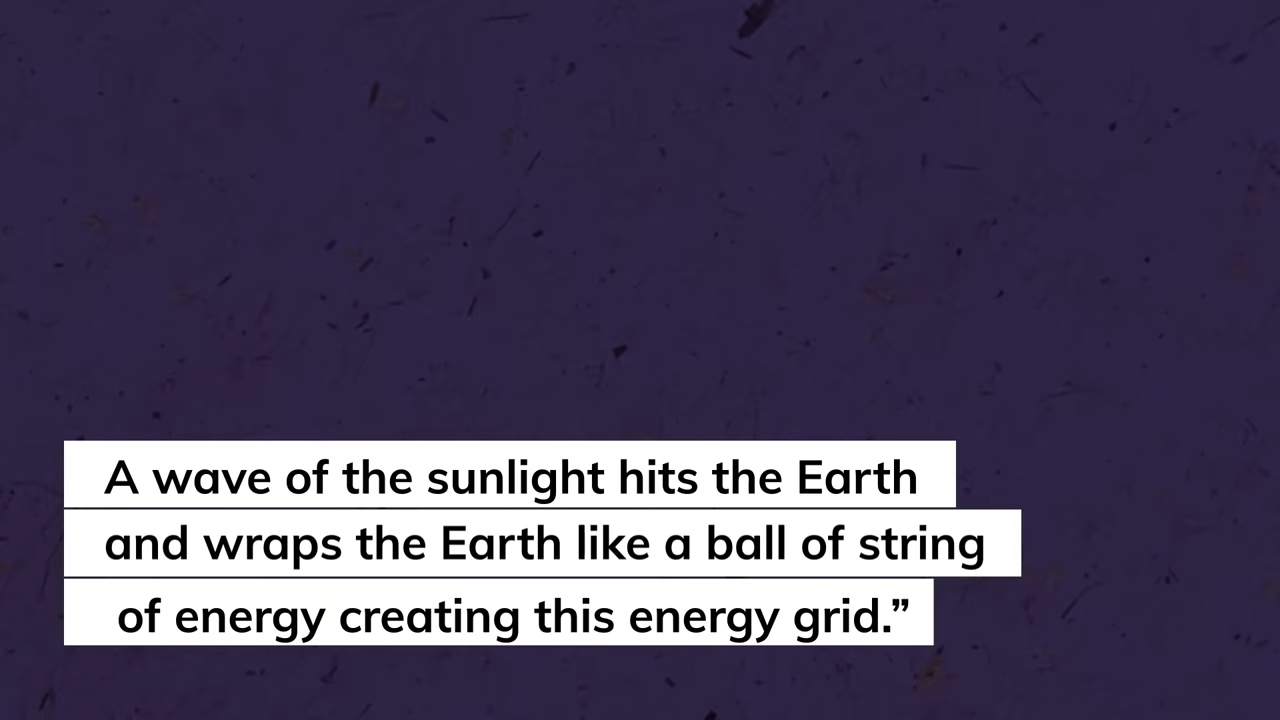 A wave of the sunlight hits the Earth
and wraps the Earth like a ball of string
of energy creating this energy grid.”